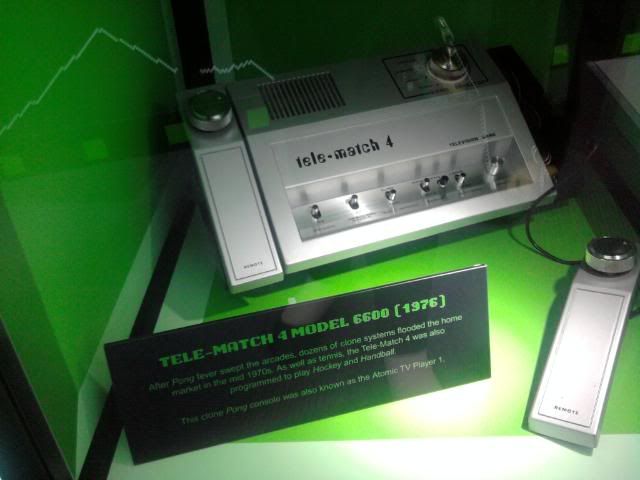 tele-match 4
TELEVISION GAME
REMOTE
REMOTE
TELE-MATCH 4 MODEL 6600 (1976)
After Pong fever swept the arcades, dozens of clone systems flooded the home
market in the mid 1970s. As well as tennis, the Tele-Match 4 was also
programmed to play Hockey and Handball.
This clone Pong console was also known as the Atomic TV Player 1.